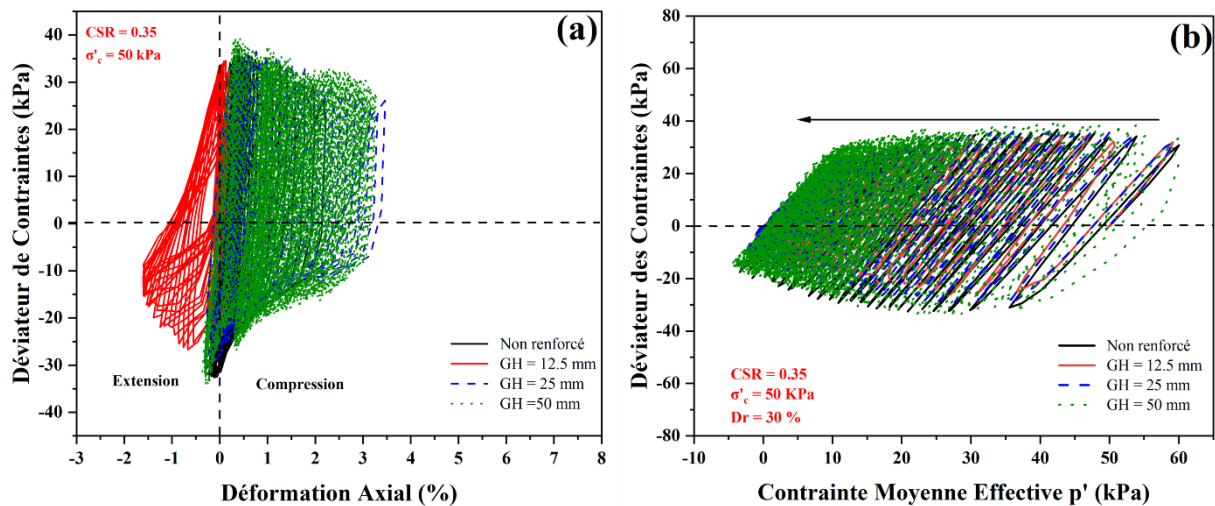 (a)
CSR = 0.35
σ'c = 50 kPa
Déviateur de Contraintes (kPa)
40
30
20
10
0
-10
-20
-30
-40
Extension
Compression
Non renforcé
GH = 12.5 mm
GH = 25 mm
GH =50 mm
-3 -2 -1 0 1 2 3 4 5 6 7 8
Déformation Axial (%)
(b)
Déviateur des Contraintes (kPa)
80
60
40
20
0
-20
-40
-60
-80
CSR = 0.35
σ'c = 50 KPa
Dr = 30 %
Non renforcé
GH = 12.5 mm
GH = 25 mm
GH = 50 mm
-10 0 10 20 30 40 50 60 70
Contrainte Moyenne Effective p' (kPa)